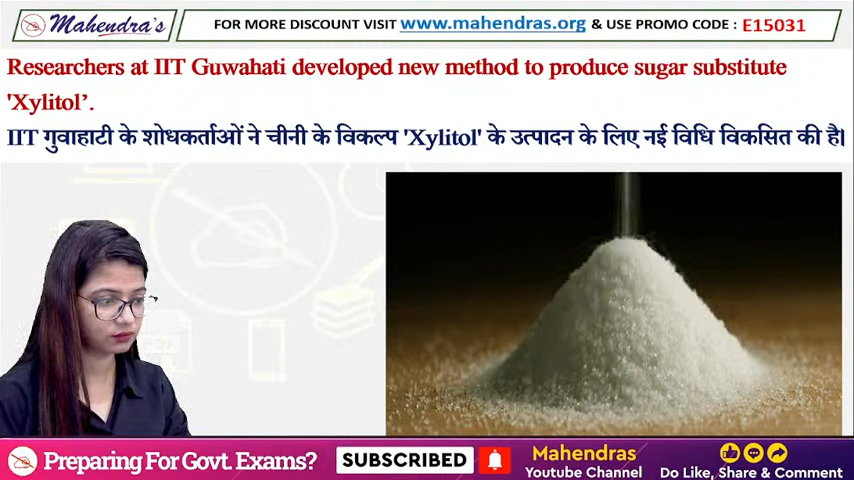 Mahendra's
FOR MORE DISCOUNT VISIT www.mahendras.org & USE PROMO CODE : E15031
Researchers at IIT Guwahati developed new method to produce sugar substitute
'Xylitol’.
IIT गुवाहाटी के शोधकर्ताओं ने चीनी के विकल्प 'Xylitol' के उत्पादन के लिए नई विधि विकसित की है।
Preparing For Govt. Exams?
SUBSCRIBED
Mahendras
Youtube Channel
Do Like, Share & Comment